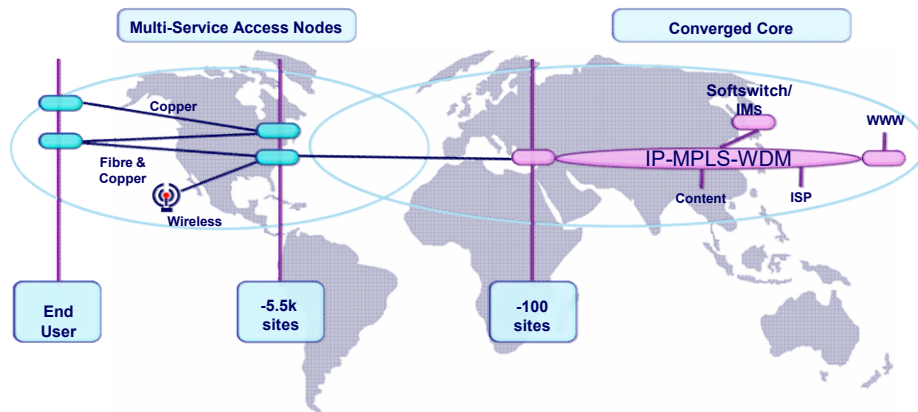 Multi-Service Access Nodes
Converged Core
Copper
Softswitch/
IMs
WWW
IP-MPLS-WDM
Fibre &
Copper
Content
ISP
Wireless
End
User
-5.5k
sites
-100
sites